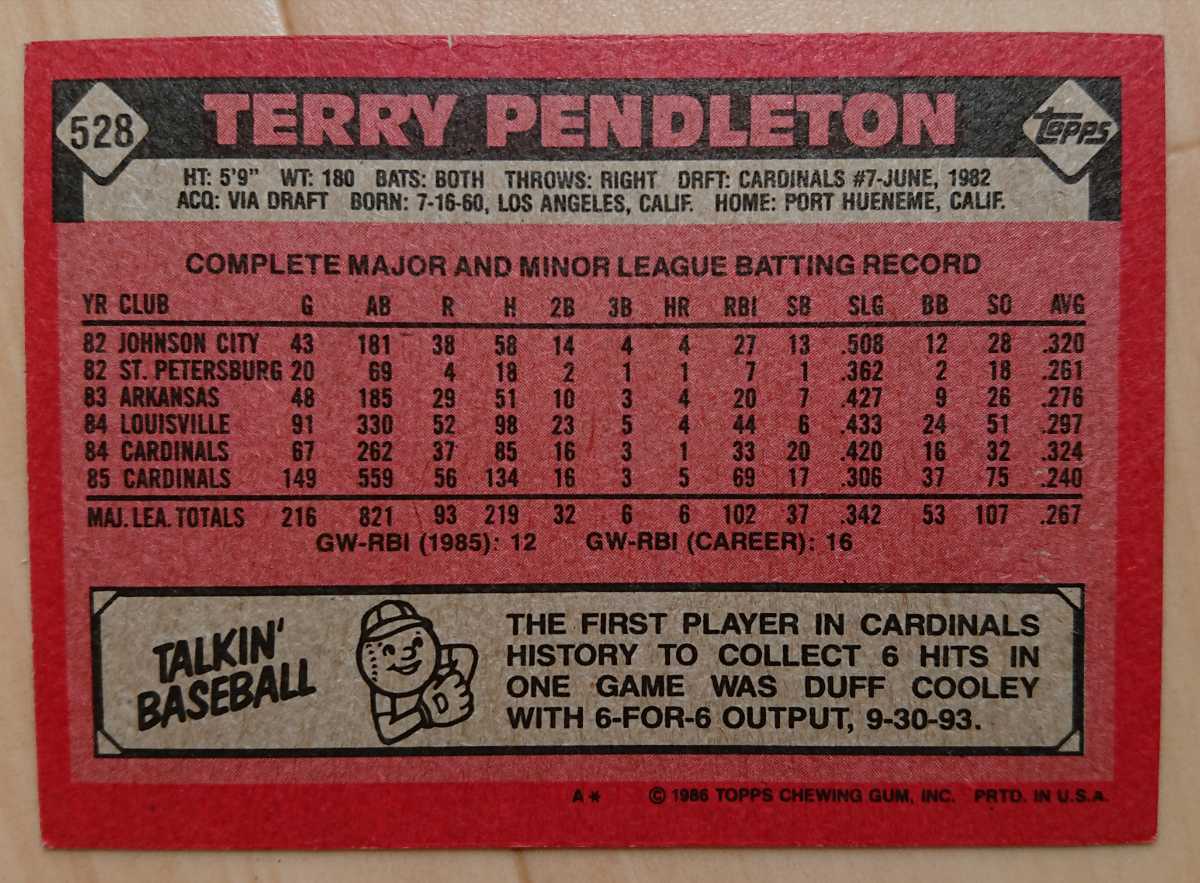 528
TERRY PENDLETON
topps
HT: 5'9" WT: 180 BATS: BOTH THROWS: RIGHT DRFT: CARDINALS #7-JUNE, 1982
ACQ: VIA DRAFT BORN: 7-16-60, LOS ANGELES, CALIF. HOME: PORT HUENEME, CALIF.
COMPLETE MAJOR AND MINOR LEAGUE BATTING RECORD
YR CLUB G AB R H 2B 3B HR RBI SB SLG BB SO AVG
82 JOHNSON CITY 43 181 38 58 14 4 4 27 13 .508 12 28 .320
82 ST. PETERSBURG 20 69 4 18 2 1 1 7 1 .362 2 18 .261
83 ARKANSAS 48 185 29 51 10 3 4 20 7 .427 9 26 .276
84 LOUISVILLE 91 330 52 98 23 5 4 44 6 .433 24 51 .297
84 CARDINALS 67 262 37 85 16 3 1 33 20 .420 16 32 .324
85 CARDINALS 149 559 56 134 16 3 5 69 17 .306 37 75 .240
MAJ. LEA. TOTALS 216 821 93 219 32 6 6 102 37 .342 53 107 .267
GW-RBI (1985): 12 GW-RBI (CAREER): 16
TALKIN'
BASEBALL
D
THE FIRST PLAYER IN CARDINALS
HISTORY TO COLLECT 6 HITS IN
ONE GAME WAS DUFF COOLEY
WITH 6-FOR-6 OUTPUT, 9-30-93.
A* © 1986 TOPPS CHEWING GUM, INC. PRTD. IN U.S.A.